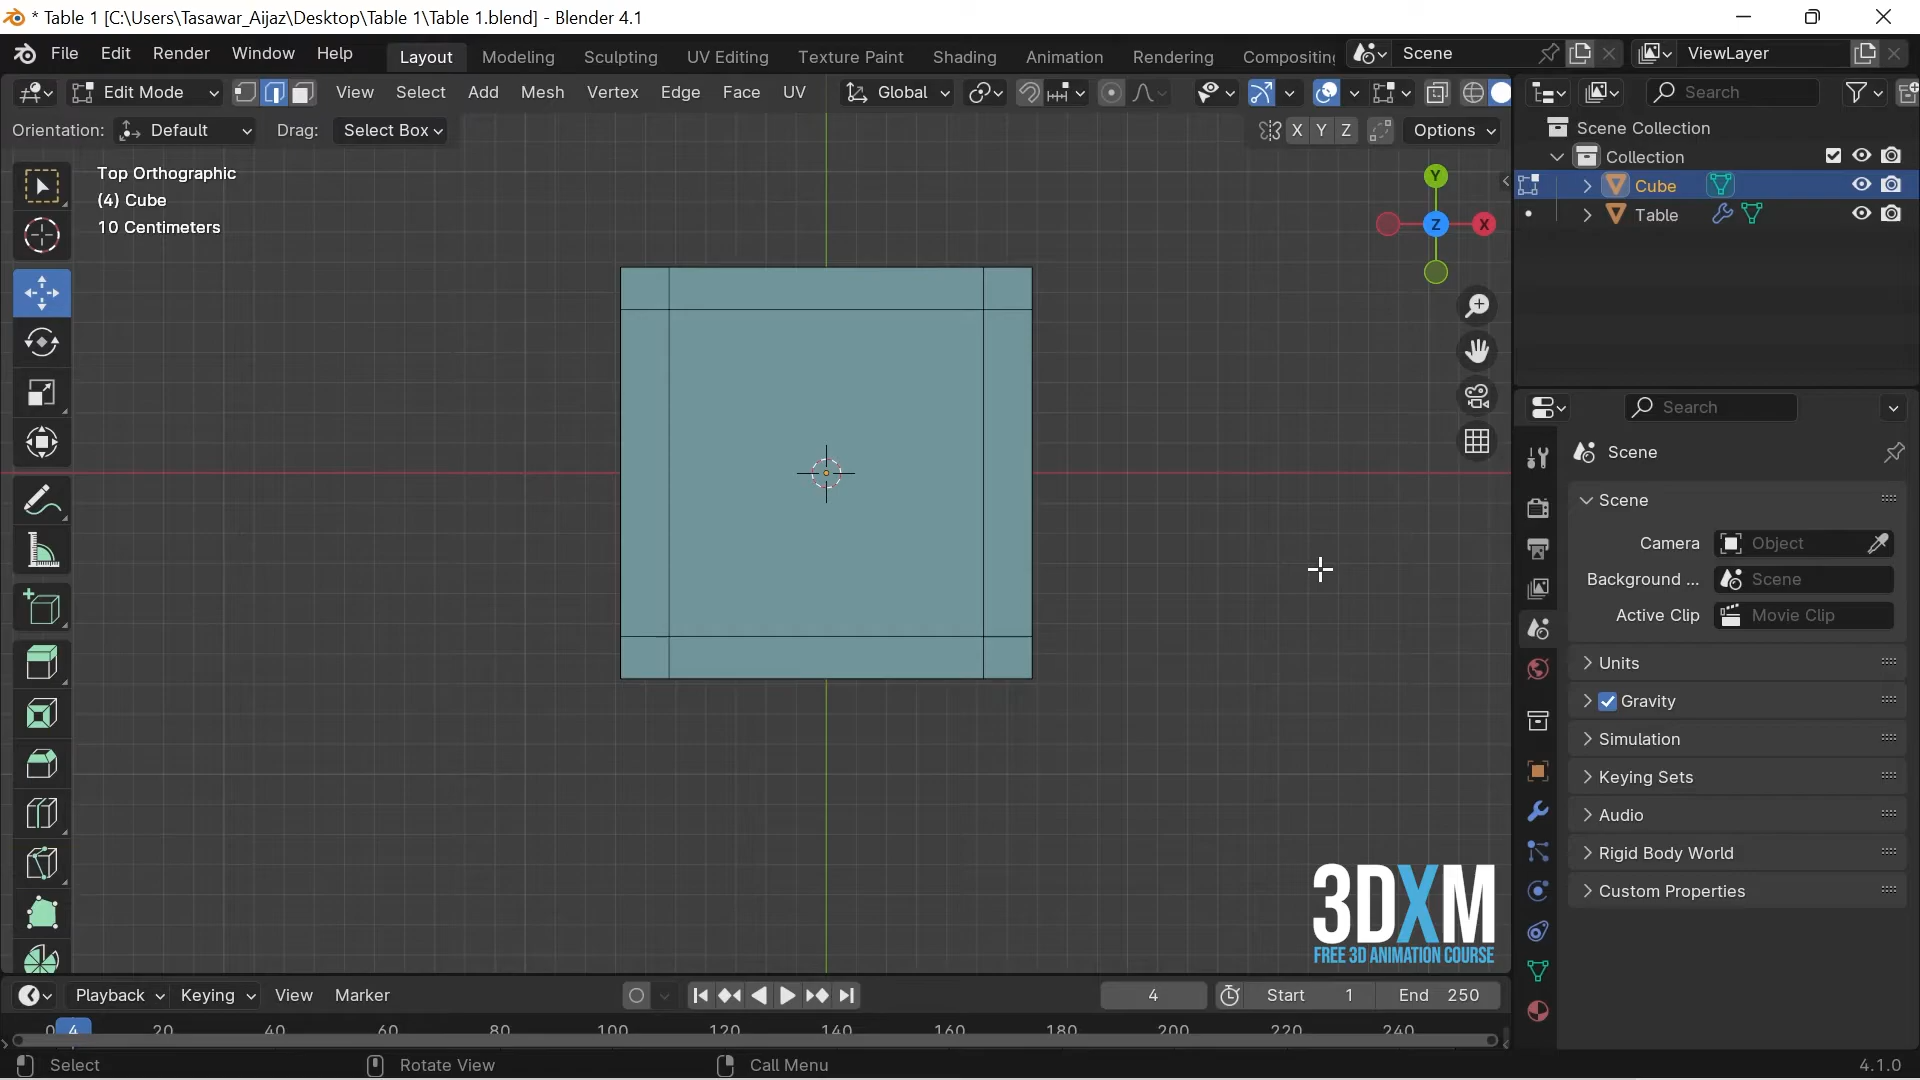 * Table 1 [C:\Users\Tasawar_Aijaz\Desktop\Table 1\Table 1.blend] - Blender 4.1
File Edit Render Window Help Layout Modeling Sculpting UV Editing Texture Paint Shading Animation Rendering Compositing Scene ViewLayer
Edit Mode View Select Add Mesh Vertex Edge Face UV Global Search
Orientation: Default Drag: Select Box X Y Z Options
Scene Collection
Collection
Cube
Table
Top Orthographic
(4) Cube
10 Centimeters
Y
Z X
Search
Scene
Scene
Camera Object
Background ... Scene
Active Clip Movie Clip
Units
Gravity
Simulation
Keying Sets
Audio
Rigid Body World
Custom Properties
3DXM
FREE 3D ANIMATION COURSE
Playback Keying View Marker 4 Start 1 End 250
0 4 20 40 60 80 100 120 140 160 180 200 220 240
Select Rotate View Call Menu 4.1.0